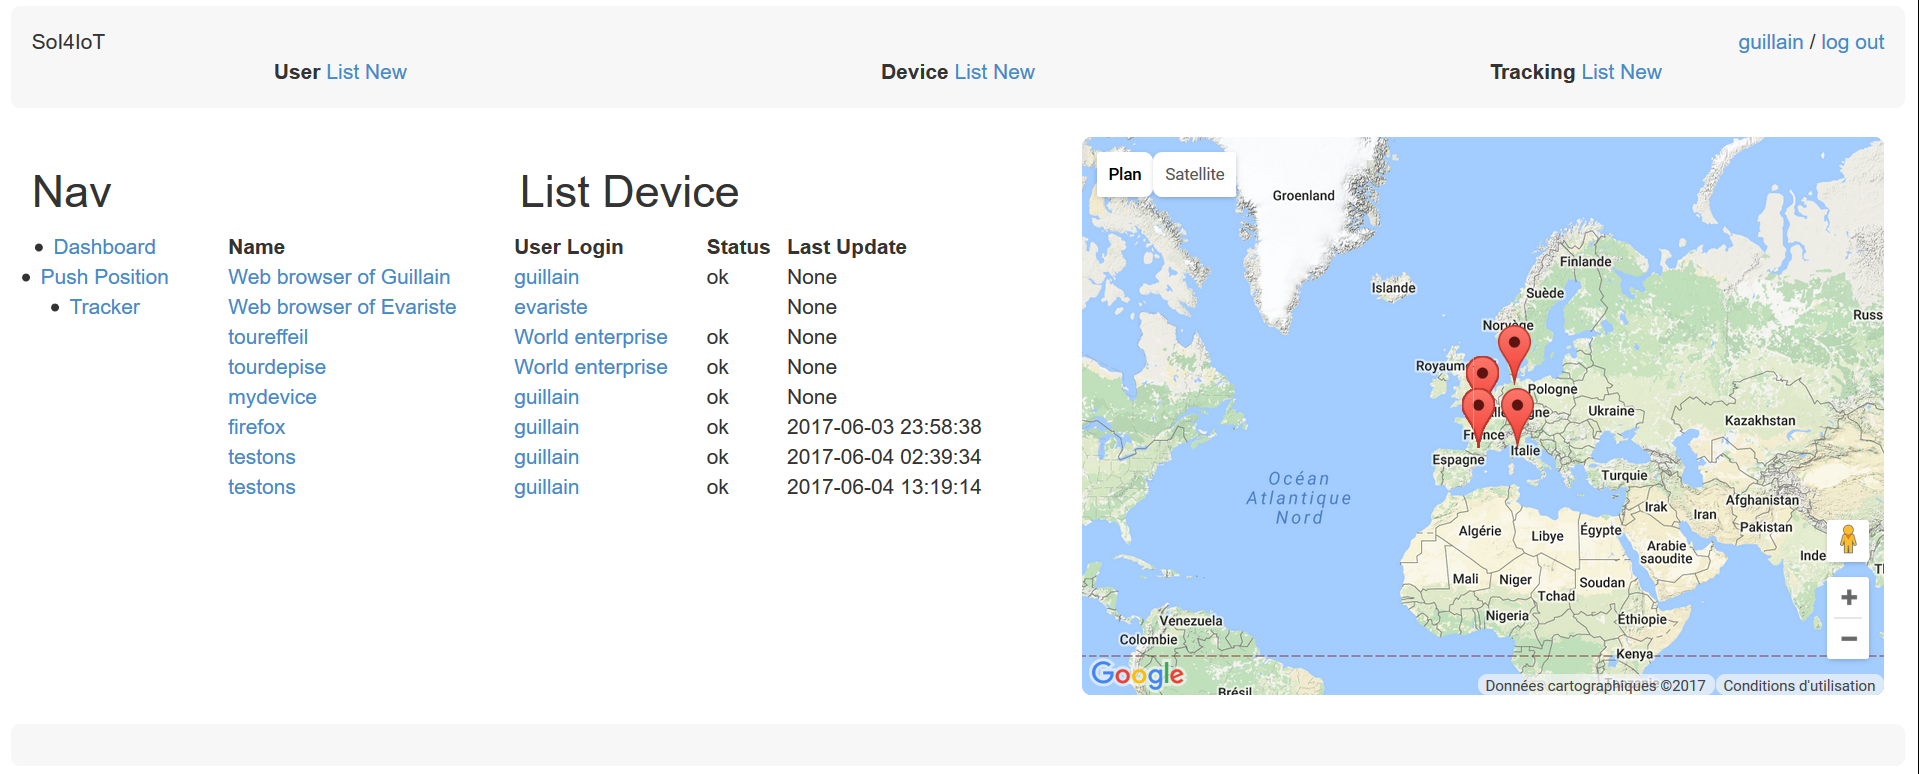 Sol4IoT
guillain / log out
User List New
Device List New
Tracking List New
Nav
Dashboard
Push Position
Tracker
List Device
Name User Login Status Last Update
Web browser of Guillain guillain ok None
Web browser of Evariste evariste None
toureffeil World enterprise ok None
tourdepise World enterprise ok None
mydevice guillain ok None
firefox guillain ok 2017-06-03 23:58:38
testons guillain ok 2017-06-04 02:39:34
testons guillain ok 2017-06-04 13:19:14
Plan Satellite
Groenland
Finlande
Islande
Suède
Russ
Norvège
Royaum
Pologne
gne
Ukraine
Kazakhstan
France
Italie
Espagne
Turquie
Océan
Atlantique
Nord
Afghanistan
Irak
Iran
Pakistan
Algérie
Libye
Égypte
Arabie
saoudite
Inde
Mali
Niger
Soudan
Tchad
Nigeria
Éthiopie
Venezuela
Colombie
Kenya
Brésil
Google
Données cartographiques ©2017
Conditions d'utilisation